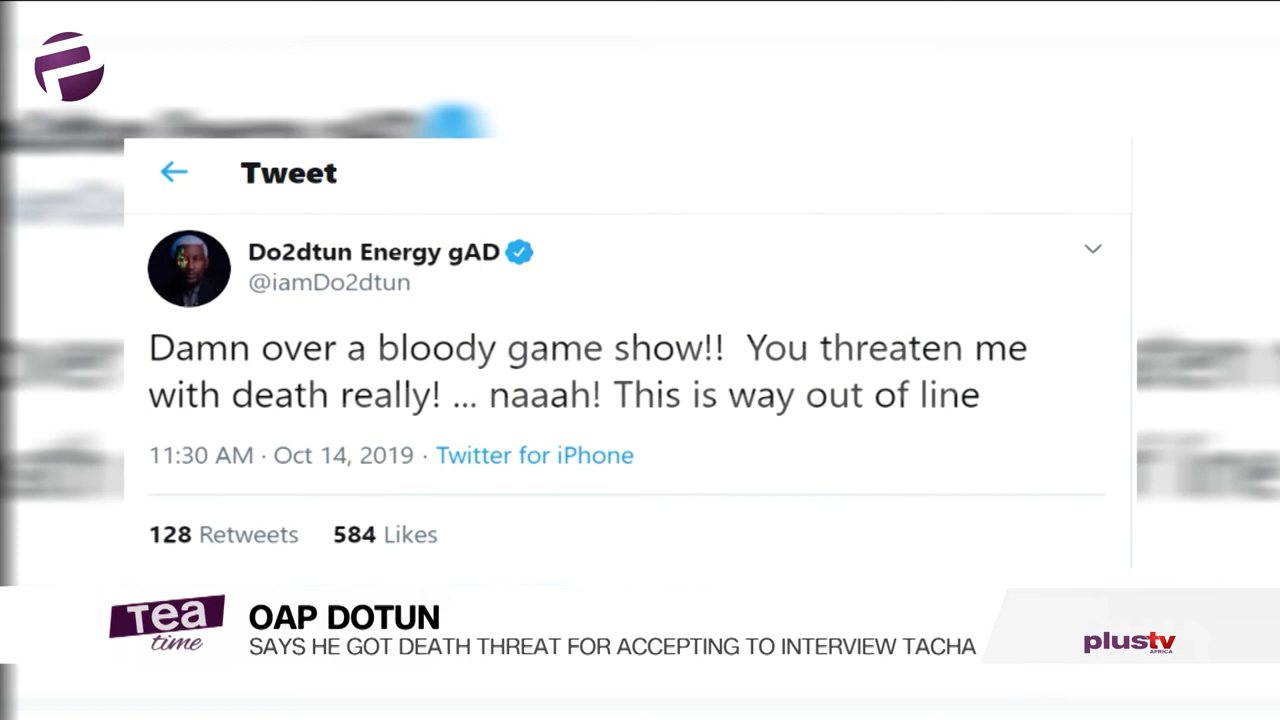 Tweet
Do2dtun Energy gAD
@iamDo2dtun
Damn over a bloody game show!! You threaten me
with death really! ... naaah! This is way out of line
11:30 AM · Oct 14, 2019 · Twitter for iPhone
128 Retweets 584 Likes
Tea
time
OAP DOTUN
SAYS HE GOT DEATH THREAT FOR ACCEPTING TO INTERVIEW TACHA
plustv
AFRICA